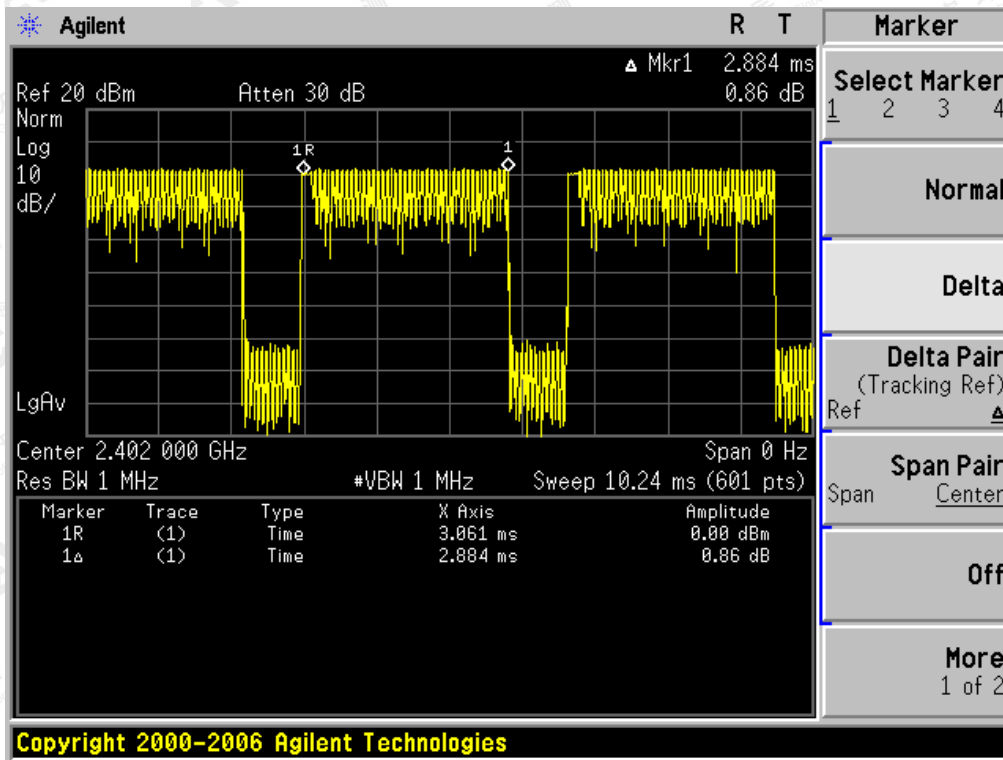 Agilent R T
Marker
Δ Mkr1 2.884 ms
Ref 20 dBm Atten 30 dB 0.86 dB
Norm
Log
10
dB/
1R
1
LgAv
Center 2.402 000 GHz Span 0 Hz
Res BW 1 MHz #VBW 1 MHz Sweep 10.24 ms (601 pts)
Marker Trace Type X Axis Amplitude
1R (1) Time 3.061 ms 0.00 dBm
1Δ (1) Time 2.884 ms 0.86 dB
Select Marker
1 2 3 4
Normal
Delta
Delta Pair
(Tracking Ref)
Ref Δ
Span Pair
Span Center
Off
More
1 of 2
Copyright 2000-2006 Agilent Technologies